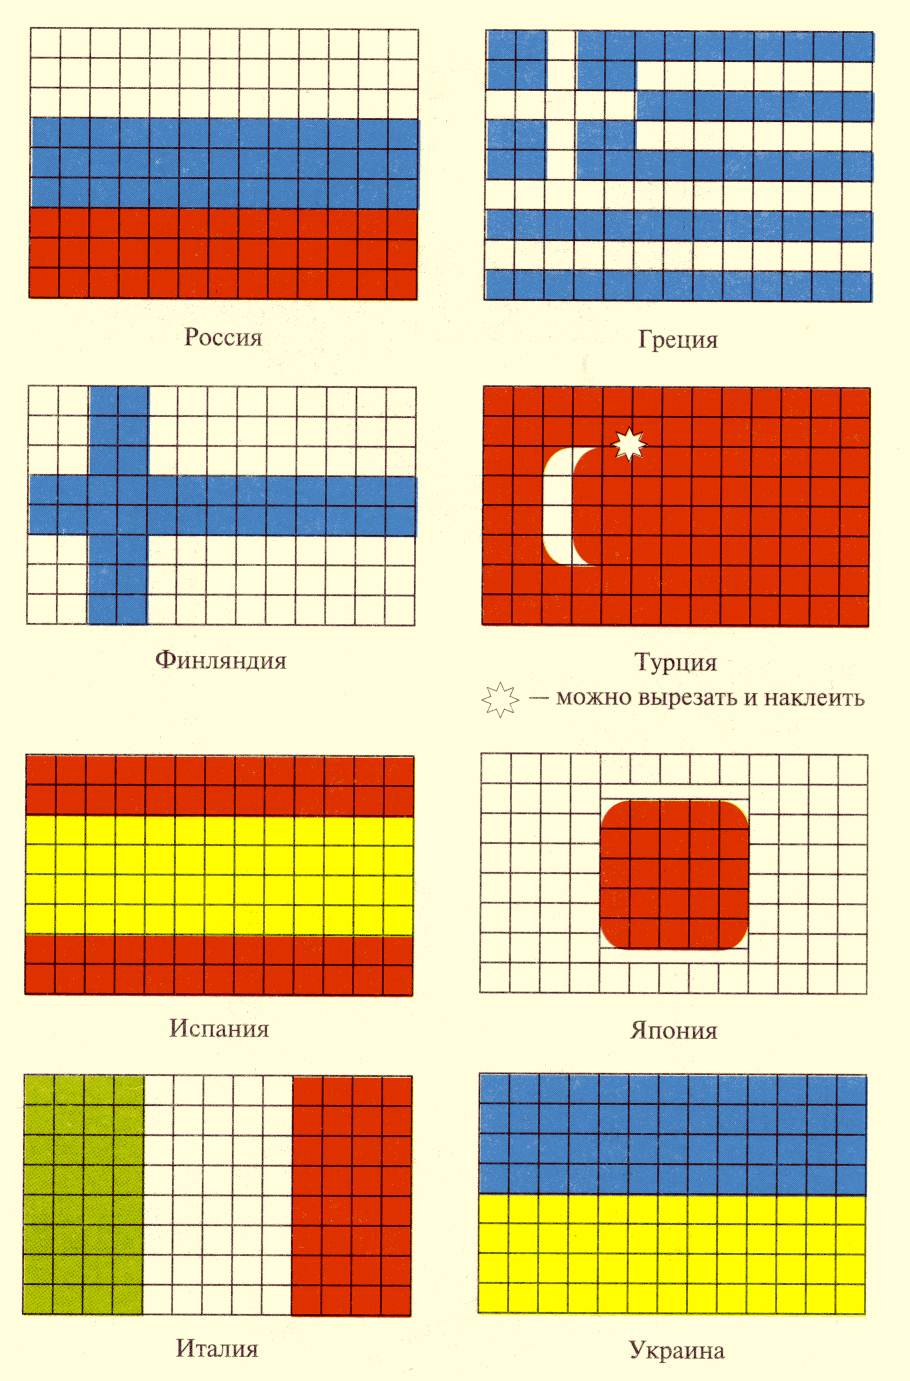 Россия
Греция
Финляндия
Турция
— можно вырезать и наклеить
Испания
Япония
Италия
Украина